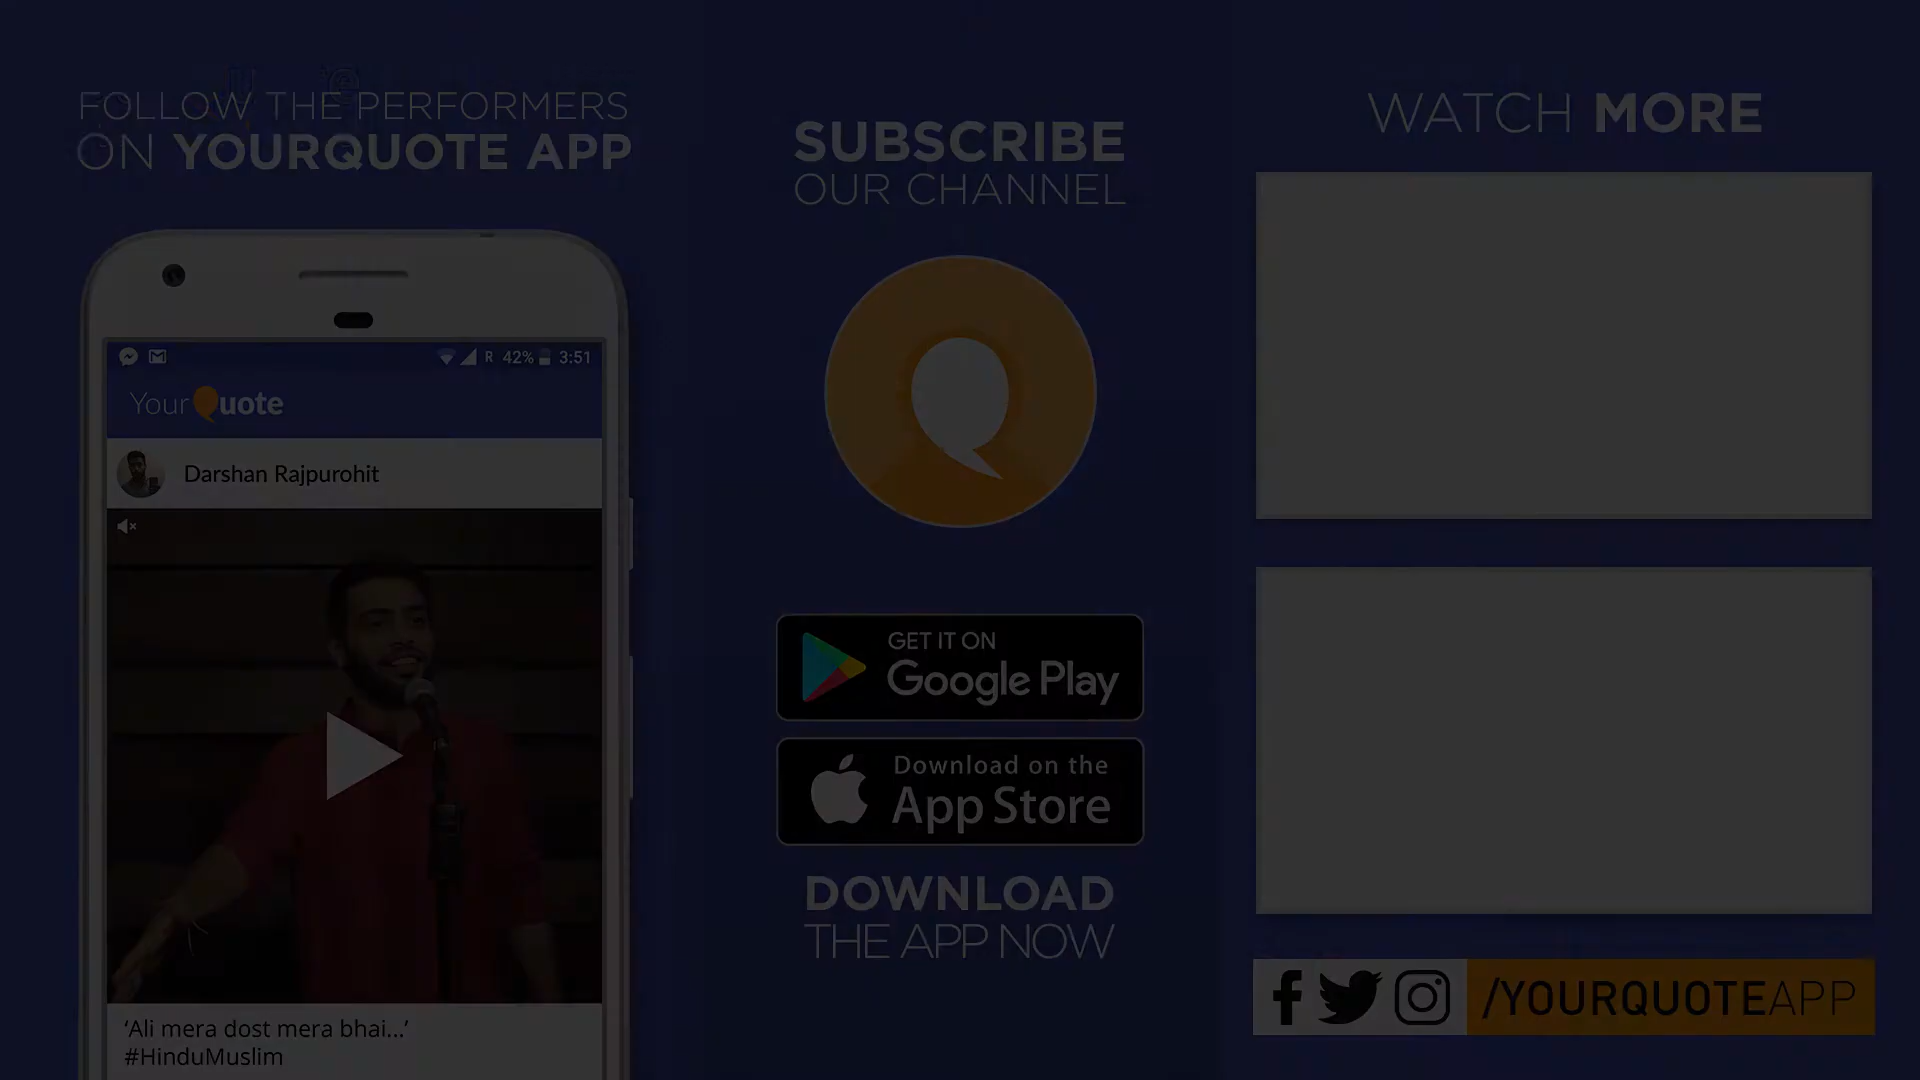 FOLLOW THE PERFORMERS
ON YOURQUOTE APP
R 42% 3:51
YourQuote
Darshan Rajpurohit
‘Ali mera dost mera bhai...’
#HinduMuslim
SUBSCRIBE
OUR CHANNEL
GET IT ON
Google Play
Download on the
App Store
DOWNLOAD
THE APP NOW
WATCH MORE
/YOURQUOTEAPP